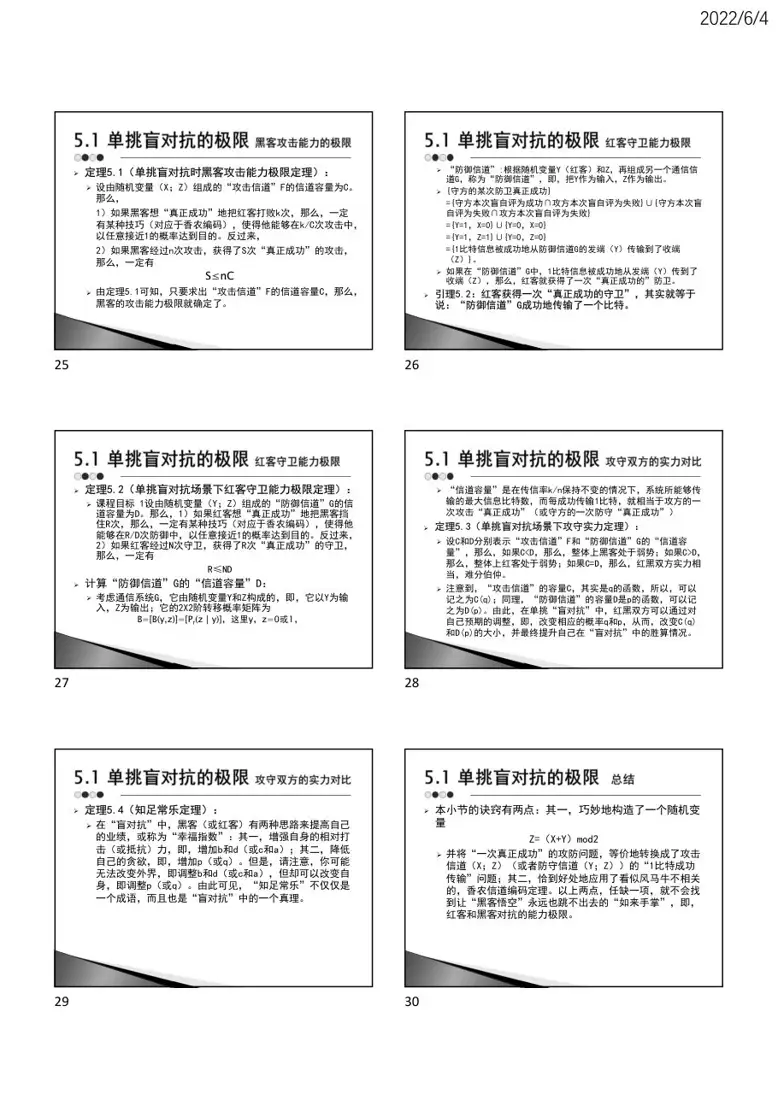 2022/6/4
5.1 单挑盲对抗的极限 黑客攻击能力的极限
➢ 定理5.1（单挑盲对抗时黑客攻击能力极限定理）：
➢ 设由随机变量（X；Z）组成的“攻击信道”F的信道容量为C。
那么，
1）如果黑客想“真正成功”地把红客打败k次，那么，一定
有某种技巧（对应于香农编码），使得他能够在k/C次攻击中，
以任意接近1的概率达到目的。反过来，
2）如果黑客经过n次攻击，获得了S次“真正成功”的攻击，
那么，一定有
S≤nC
➢ 由定理5.1可知，只要求出“攻击信道”F的信道容量C，那么，
黑客的攻击能力极限就确定了。
25
5.1 单挑盲对抗的极限 红客守卫能力极限
➢ “防御信道”:根据随机变量Y（红客）和Z，再组成另一个通信信
道G，称为“防御信道”，即，把Y作为输入，Z作为输出。
➢ {守方的某次防卫真正成功}
={守方本次盲自评为成功∩攻方本次盲自评为失败}∪{守方本次盲
自评为失败∩攻方本次盲自评为失败}
={Y=1，X=0}∪{Y=0，X=0}
={Y=1，Z=1}∪{Y=0，Z=0}
={1比特信息被成功地从防御信道G的发端（Y）传输到了收端
（Z）}。
➢ 如果在“防御信道”G中，1比特信息被成功地从发端（Y）传到了
收端（Z），那么，红客就获得了一次“真正成功的”防卫。
➢ 引理5.2：红客获得一次“真正成功的守卫”，其实就等于
说：“防御信道”G成功地传输了一个比特。
26
5.1 单挑盲对抗的极限 红客守卫能力极限
➢ 定理5.2（单挑盲对抗场景下红客守卫能力极限定理）：
➢ 课程目标 1设由随机变量（Y；Z）组成的“防御信道”G的信
道容量为D。那么，1）如果红客想“真正成功”地把黑客挡
住R次，那么，一定有某种技巧（对应于香农编码），使得他
能够在R/D次防御中，以任意接近1的概率达到目的。反过来，
2）如果红客经过N次守卫，获得了R次“真正成功”的守卫，
那么，一定有
R≤ND
➢ 计算“防御信道”G的“信道容量”D：
➢ 考虑通信系统G，它由随机变量Y和Z构成的，即，它以Y为输
入，Z为输出；它的2X2阶转移概率矩阵为
B=[B(y,z)]=[Pᵣ(z｜y)]，这里y，z=0或1，
27
5.1 单挑盲对抗的极限 攻守双方的实力对比
➢ “信道容量”是在传信率k/n保持不变的情况下，系统所能够传
输的最大信息比特数，而每成功传输1比特，就相当于攻方的一
次攻击“真正成功”（或守方的一次防守“真正成功”）
➢ 定理5.3（单挑盲对抗场景下攻守实力定理）：
➢ 设C和D分别表示“攻击信道”F和“防御信道”G的“信道容
量”，那么，如果C<D，那么，整体上黑客处于弱势；如果C>D，
那么，整体上红客处于弱势；如果C=D，那么，红黑双方实力相
当，难分伯仲。
➢ 注意到，“攻击信道”的容量C，其实是q的函数，所以，可以
记之为C(q)；同理，“防御信道”的容量D是p的函数，可以记
之为D(p)。由此，在单挑“盲对抗”中，红黑双方可以通过对
自己预期的调整，即，改变相应的概率q和p，从而，改变C(q)
和D(p)的大小，并最终提升自己在“盲对抗”中的胜算情况。
28
5.1 单挑盲对抗的极限 攻守双方的实力对比
➢ 定理5.4（知足常乐定理）：
➢ 在“盲对抗”中，黑客（或红客）有两种思路来提高自己
的业绩，或称为“幸福指数”：其一，增强自身的相对打
击（或抵抗）力，即，增加b和d（或c和a）；其二，降低
自己的贪欲，即，增加p（或q）。但是，请注意，你可能
无法改变外界，即调整b和d（或c和a），但却可以改变自
身，即调整p（或q）。由此可见，“知足常乐”不仅仅是
一个成语，而且也是“盲对抗”中的一个真理。
29
5.1 单挑盲对抗的极限 总结
➢ 本小节的诀窍有两点：其一，巧妙地构造了一个随机变
量
Z=（X+Y）mod2
➢ 并将“一次真正成功”的攻防问题，等价地转换成了攻击
信道（X；Z）（或者防守信道（Y；Z））的“1比特成功
传输”问题；其二，恰到好处地应用了看似风马牛不相关
的，香农信道编码定理。以上两点，任缺一项，就不会找
到让“黑客悟空”永远也跳不出去的“如来手掌”，即，
红客和黑客对抗的能力极限。
30